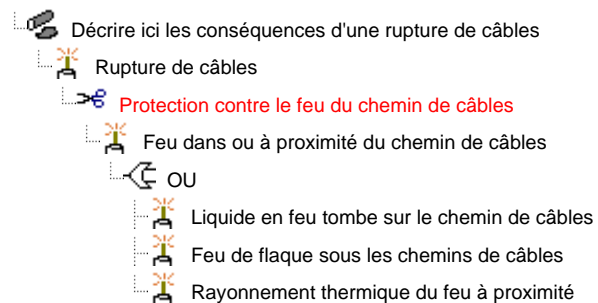 Décrire ici les conséquences d'une rupture de câbles
Rupture de câbles
Protection contre le feu du chemin de câbles
Feu dans ou à proximité du chemin de câbles
OU
Liquide en feu tombe sur le chemin de câbles
Feu de flaque sous les chemins de câbles
Rayonnement thermique du feu à proximité